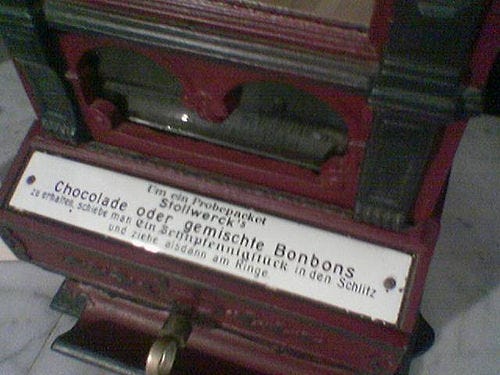 Um ein Probepacket
Stollwerck's
Chocolade oder gemischte Bonbons
zu erhalten, schiebe man Ein Zehnpfennigstück in den Schlitz
und ziehe alsdann am Ringe.